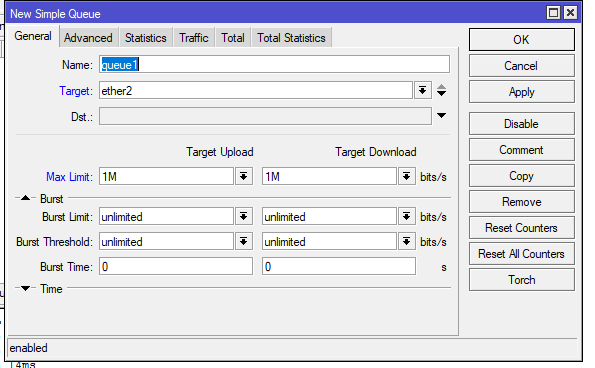 New Simple Queue
General Advanced Statistics Traffic Total Total Statistics
Name: queue1
Target: ether2
Dst.:
Target Upload Target Download
Max Limit: 1M 1M bits/s
Burst
Burst Limit: unlimited unlimited bits/s
Burst Threshold: unlimited unlimited bits/s
Burst Time: 0 0 s
Time
OK
Cancel
Apply
Disable
Comment
Copy
Remove
Reset Counters
Reset All Counters
Torch
enabled
14ms